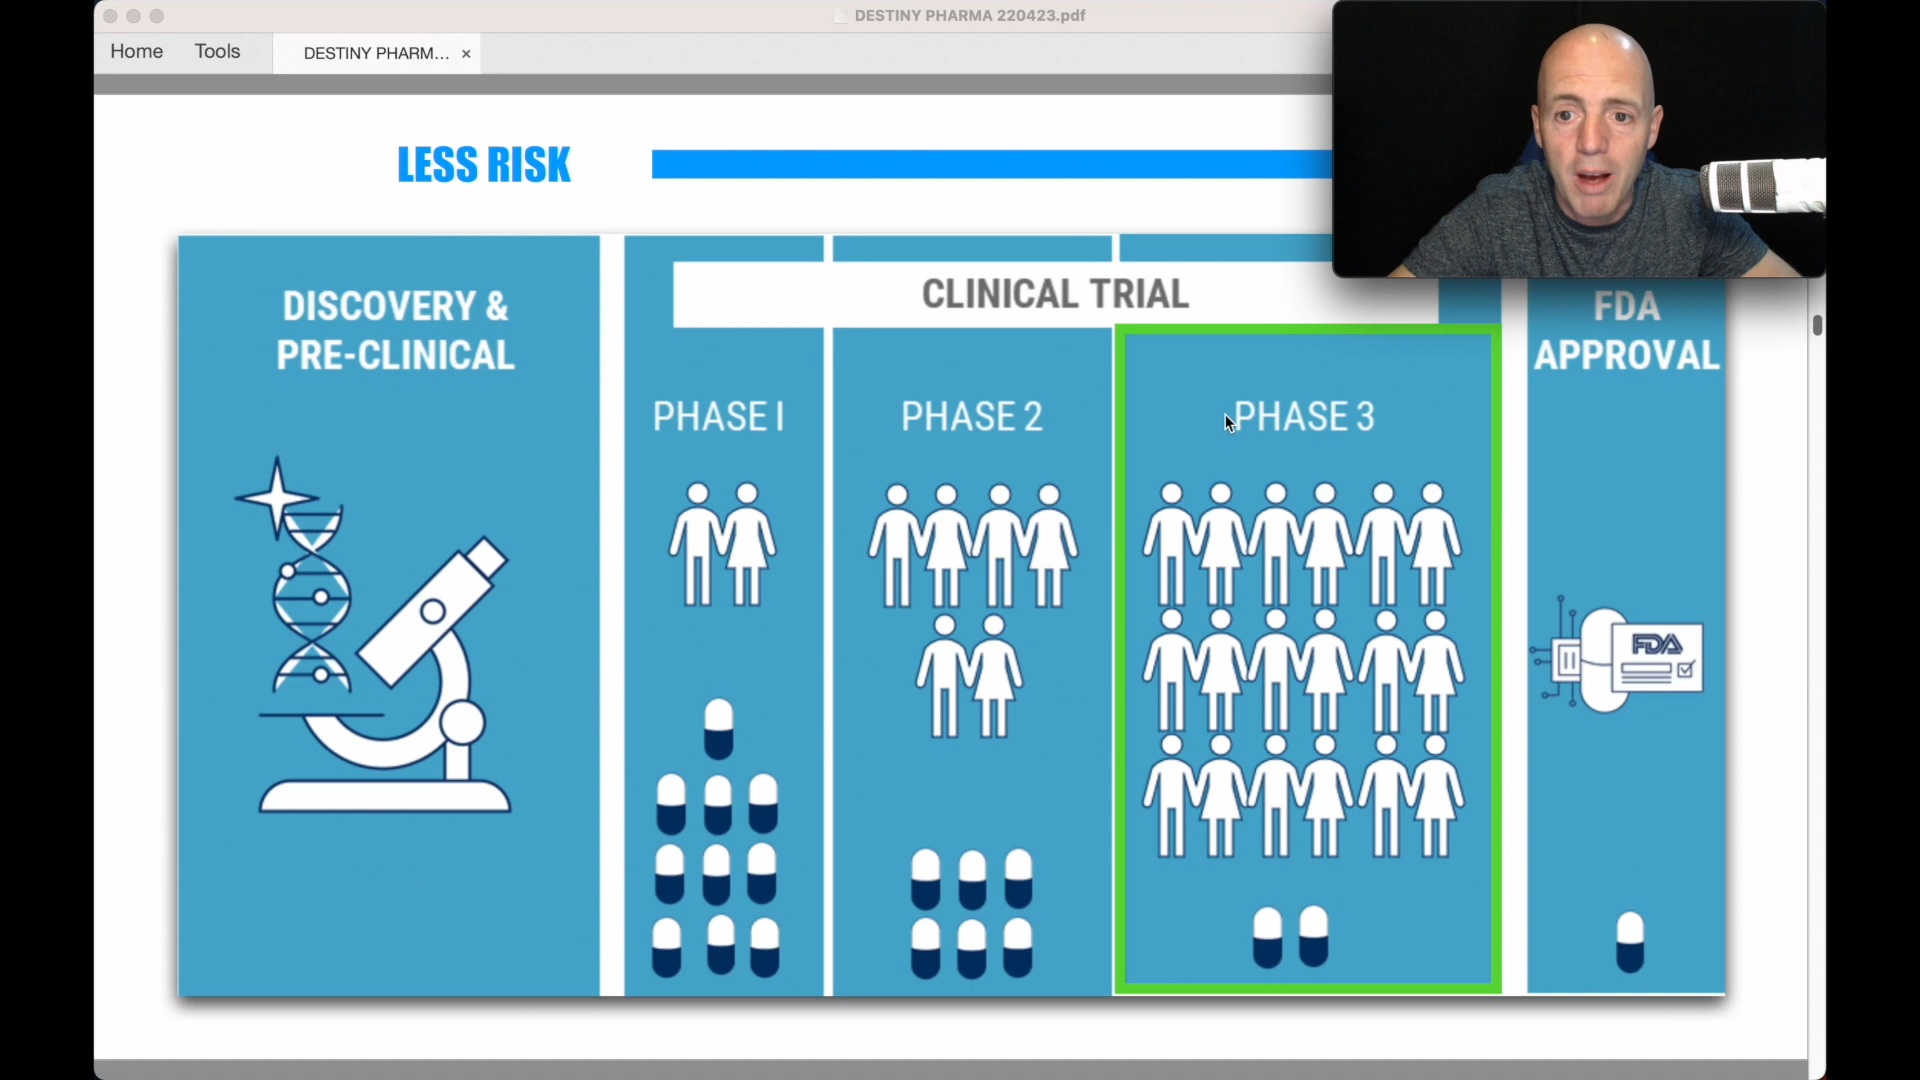 DESTINY PHARMA 220423.pdf
Home
Tools
DESTINY PHARM... ×
LESS RISK
DISCOVERY &
PRE-CLINICAL
CLINICAL TRIAL
PHASE I
PHASE 2
PHASE 3
FDA
APPROVAL
FDA